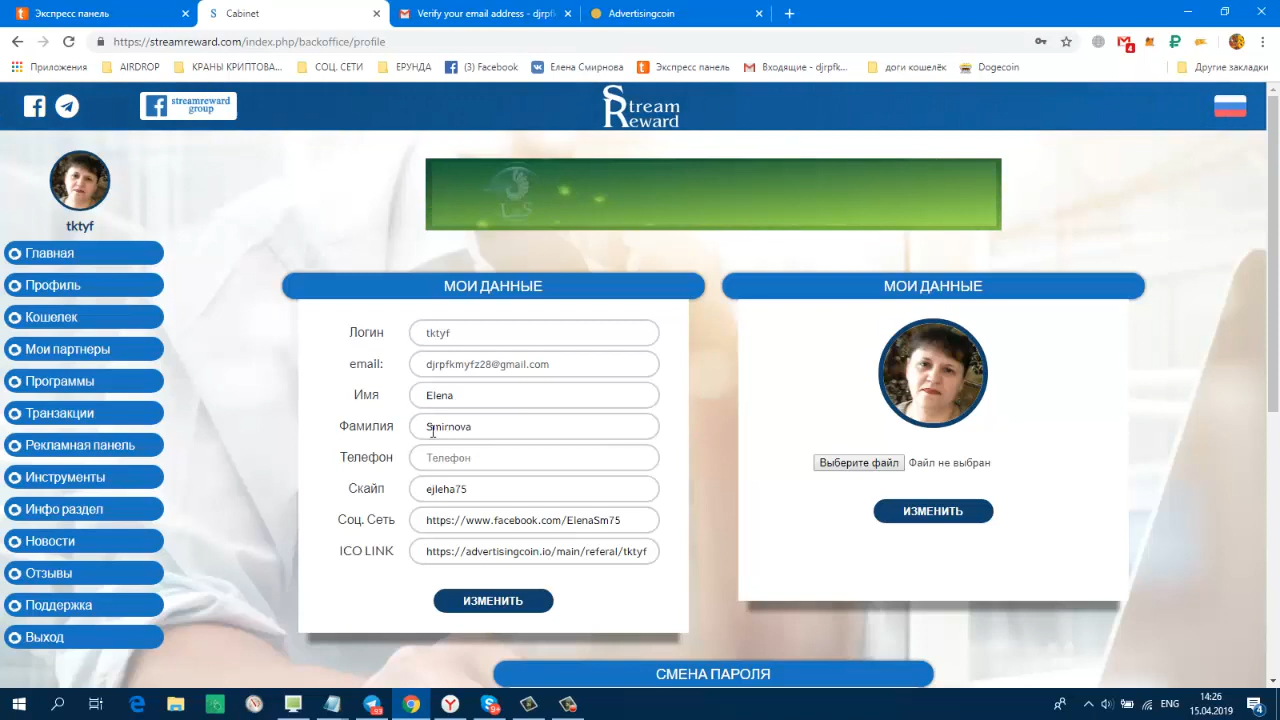 Экспресс панель
Cabinet
Verify your email address - djrpf
Advertisingcoin
https://streamreward.com/index.php/backoffice/profile
4
Приложения
AIRDROP
КРАНЫ КРИПТОВА...
СОЦ. СЕТИ
ЕРУНДА
(3) Facebook
Елена Смирнова
Экспресс панель
Входящие - djrpfk...
доги кошелёк
Dogecoin
Другие закладки
streamreward
group
Stream
Reward
tktyf
Главная
Профиль
Кошелек
Мои партнеры
Программы
Транзакции
Рекламная панель
Инструменты
Инфо раздел
Новости
Отзывы
Поддержка
Выход
МОИ ДАННЫЕ
Логин tktyf
email: djrpfkmyfz28@gmail.com
Имя Elena
Фамилия Smirnova
Телефон Телефон
Скайп ejleha75
Соц. Сеть https://www.facebook.com/ElenaSm75
ICO LINK https://advertisingcoin.io/main/referal/tktyf
ИЗМЕНИТЬ
МОИ ДАННЫЕ
Выберите файл Файл не выбран
ИЗМЕНИТЬ
СМЕНА ПАРОЛЯ
ENG
14:26
15.04.2019